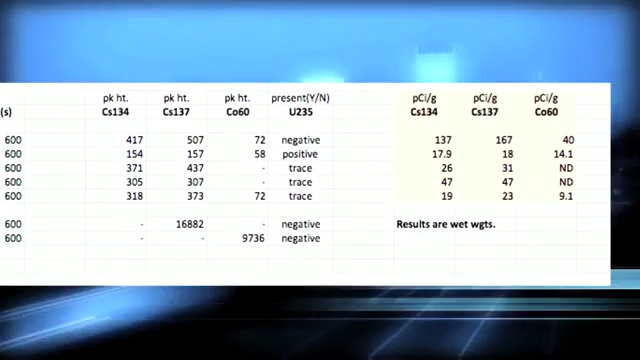 pk ht. pk ht. pk ht. present(Y/N) pCi/g pCi/g pCi/g
(s) Cs134 Cs137 Co60 U235 Cs134 Cs137 Co60
600 417 507 72 negative 137 167 40
600 154 157 58 positive 17.9 18 14.1
600 371 437 - trace 26 31 ND
600 305 307 - trace 47 47 ND
600 318 373 72 trace 19 23 9.1
600 - 16882 - negative Results are wet wgts.
600 - - 9736 negative